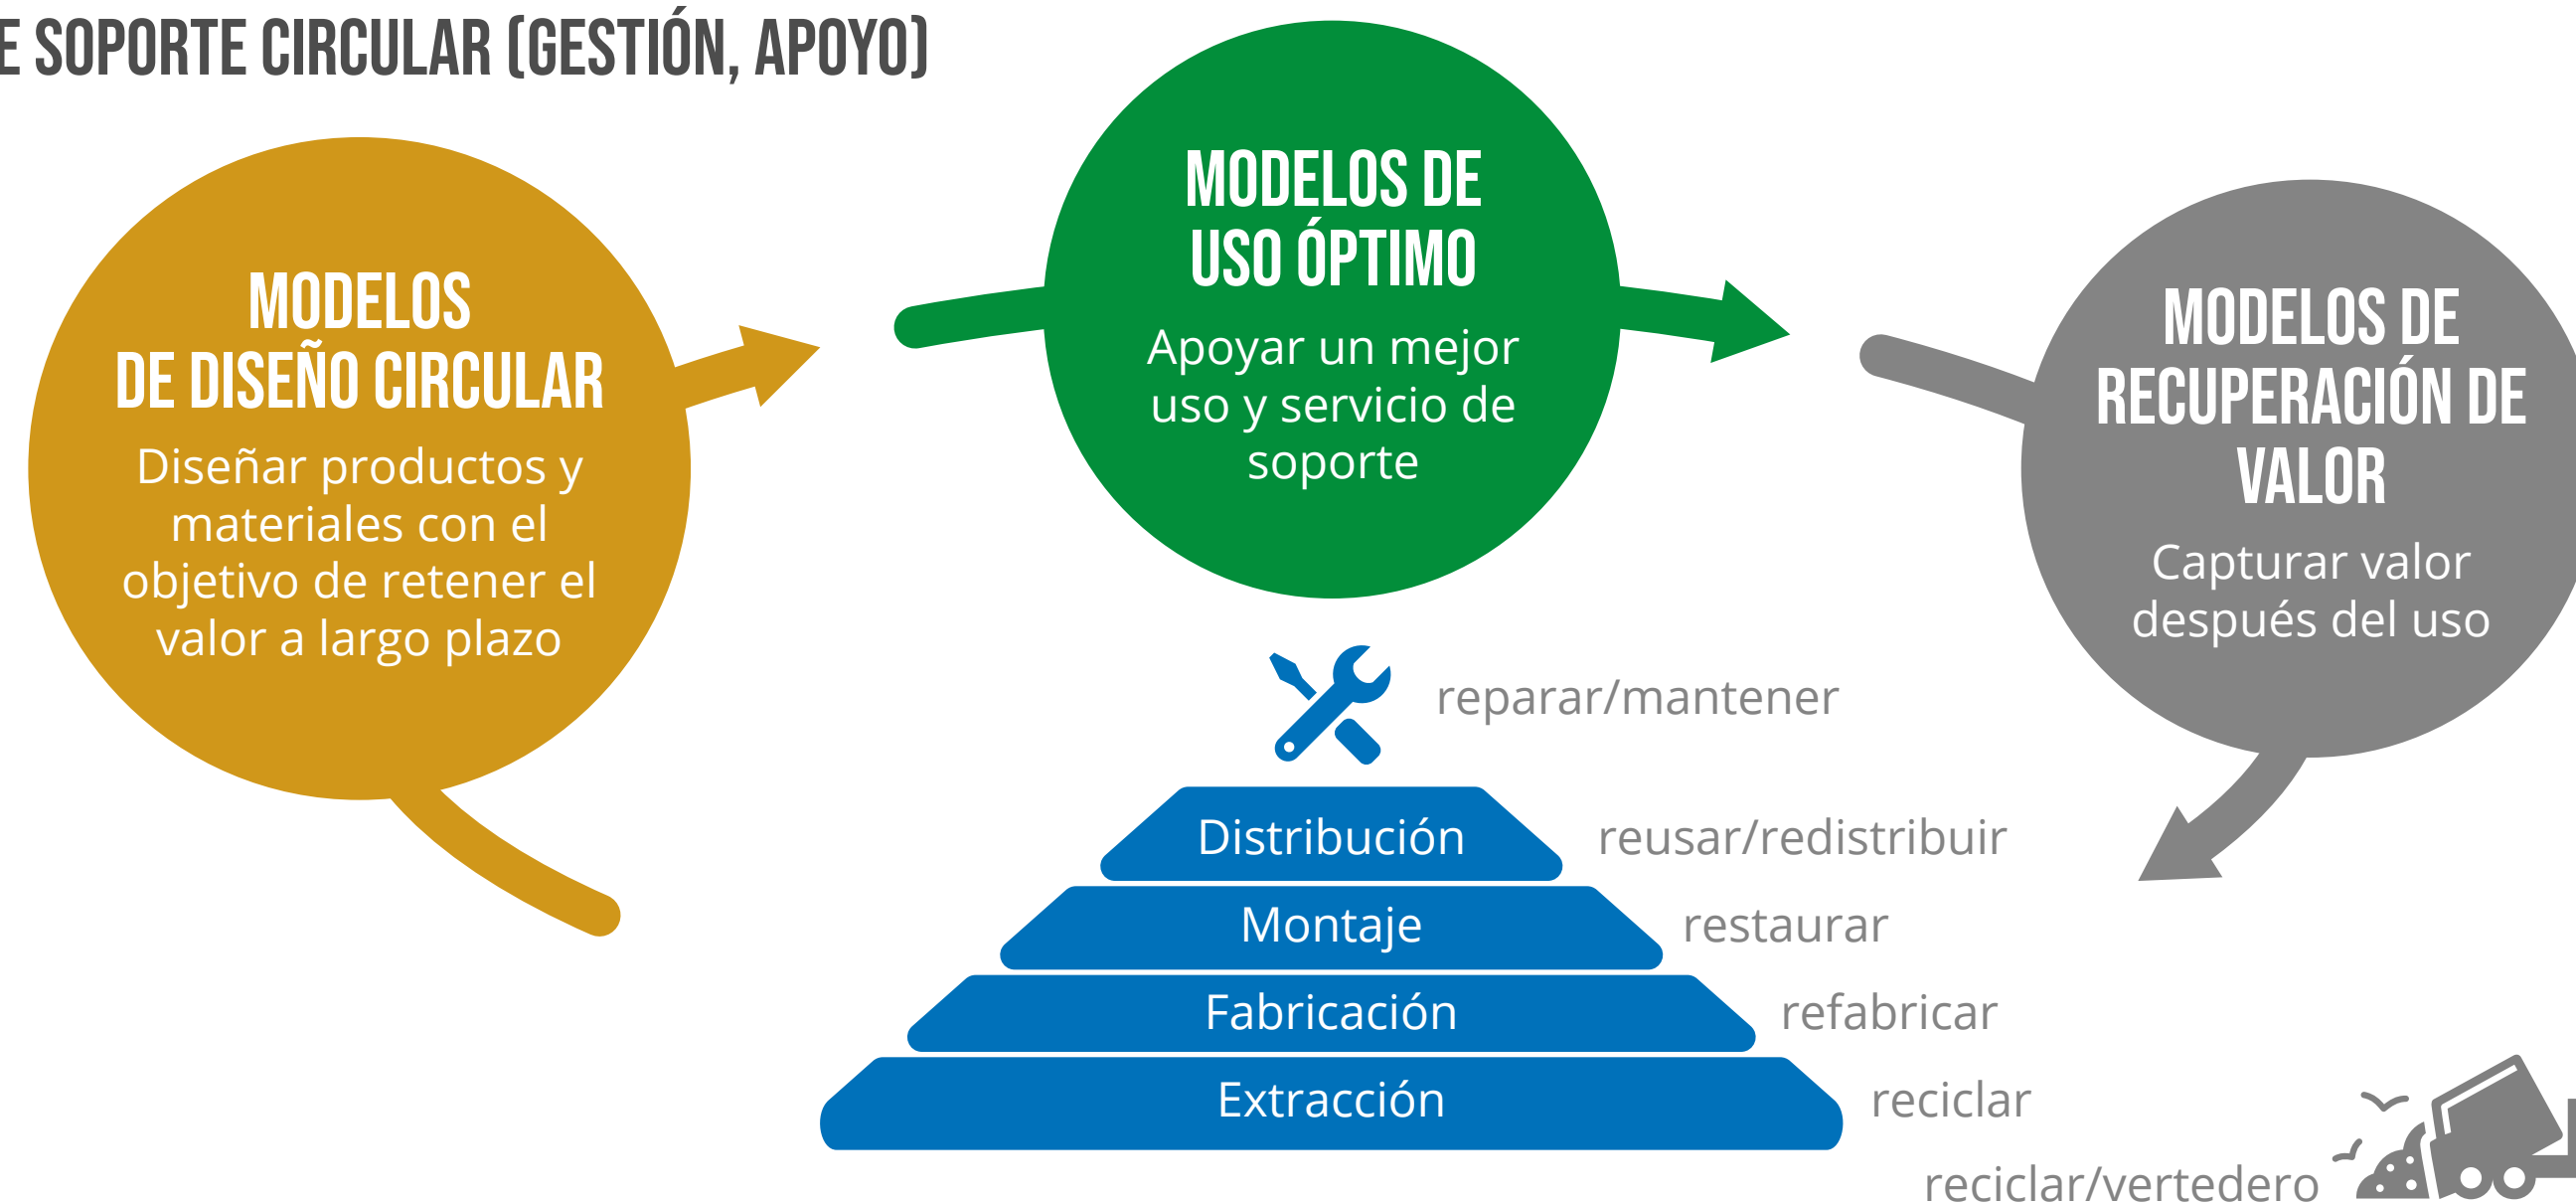 E SOPORTE CIRCULAR (GESTIÓN, APOYO)
MODELOS
DE DISEÑO CIRCULAR
Diseñar productos y
materiales con el
objetivo de retener el
valor a largo plazo
MODELOS DE
USO ÓPTIMO
Apoyar un mejor
uso y servicio de
soporte
MODELOS DE
RECUPERACIÓN DE
VALOR
Capturar valor
después del uso
reparar/mantener
Distribución
reusar/redistribuir
Montaje
restaurar
Fabricación
refabricar
Extracción
reciclar
reciclar/vertedero